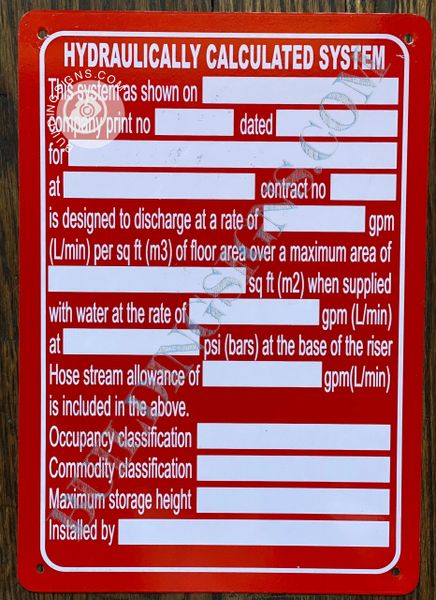 HYDRAULICALLY CALCULATED SYSTEM
This system as shown on
company print no dated
for
at contract no
is designed to discharge at a rate of gpm
(L/min) per sq ft (m3) of floor area over a maximum area of
sq ft (m2) when supplied
with water at the rate of gpm (L/min)
at psi (bars) at the base of the riser
Hose stream allowance of gpm(L/min)
is included in the above.
Occupancy classification
Commodity classification
Maximum storage height
Installed by
BUILDINGSIGNS.COM
BUILDINGSIGNS.COM